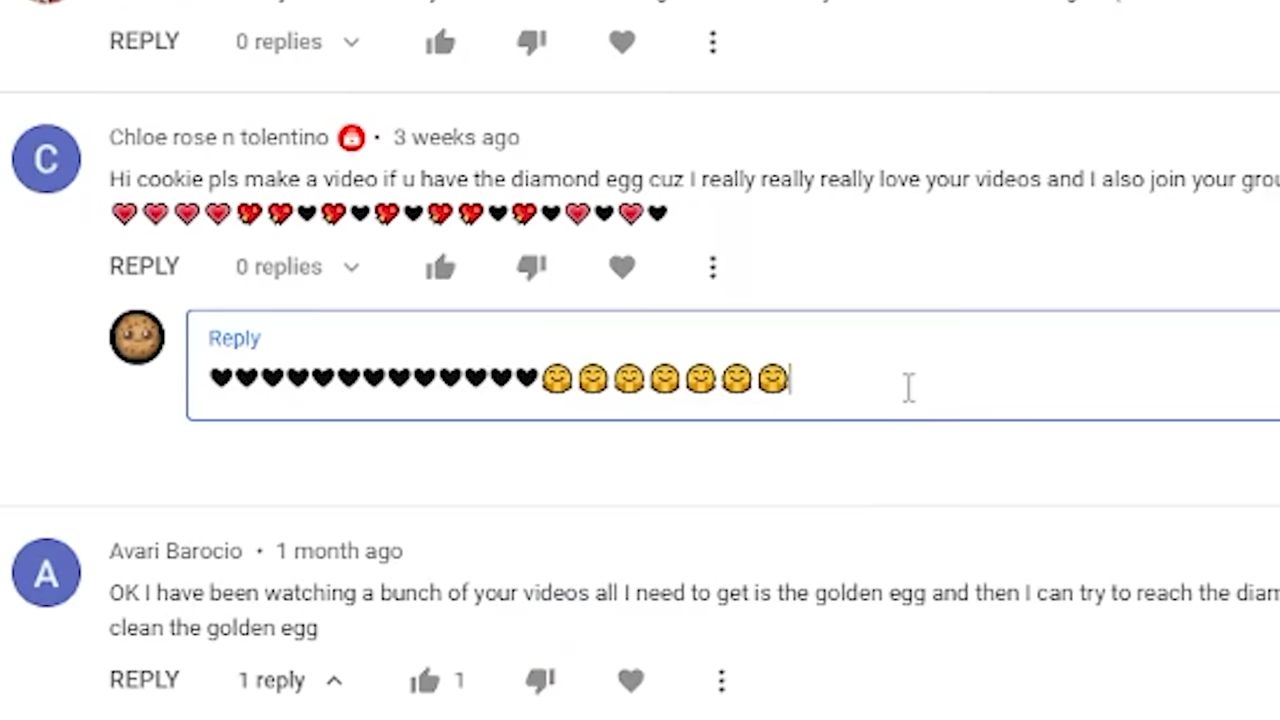 REPLY 0 replies
C
Chloe rose n tolentino • 3 weeks ago
Hi cookie pls make a video if u have the diamond egg cuz I really really really love your videos and I also join your
💗💗💗💗💖💖🖤💖🖤💖🖤💖💖🖤💖🖤💗🖤💗🖤
REPLY 0 replies
Reply
🖤🖤🖤🖤🖤🖤🖤🖤🖤🖤🖤🖤🖤🤗🤗🤗🤗🤗🤗🤗
A
Avari Barocio • 1 month ago
OK I have been watching a bunch of your videos all I need to get is the golden egg and then I can try to reach the
clean the golden egg
REPLY 1 reply 1